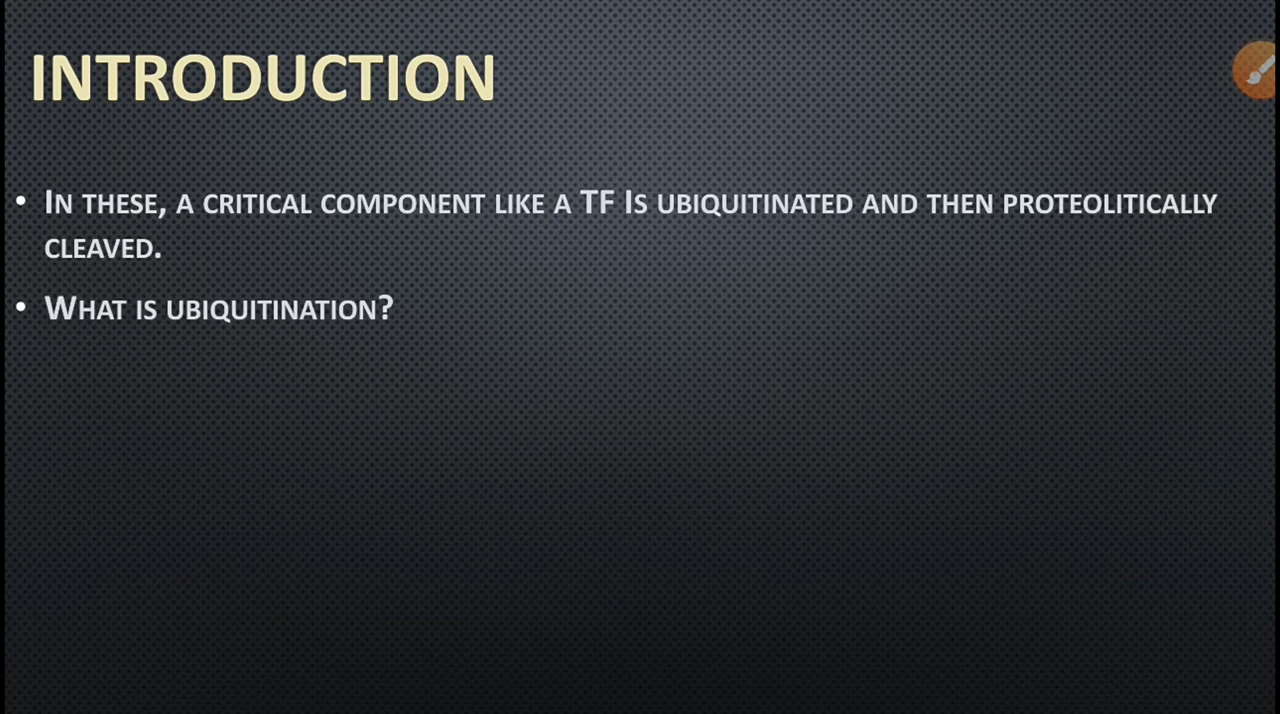 INTRODUCTION
• IN THESE, A CRITICAL COMPONENT LIKE A TF IS UBIQUITINATED AND THEN PROTEOLITICALLY
CLEAVED.
• WHAT IS UBIQUITINATION?